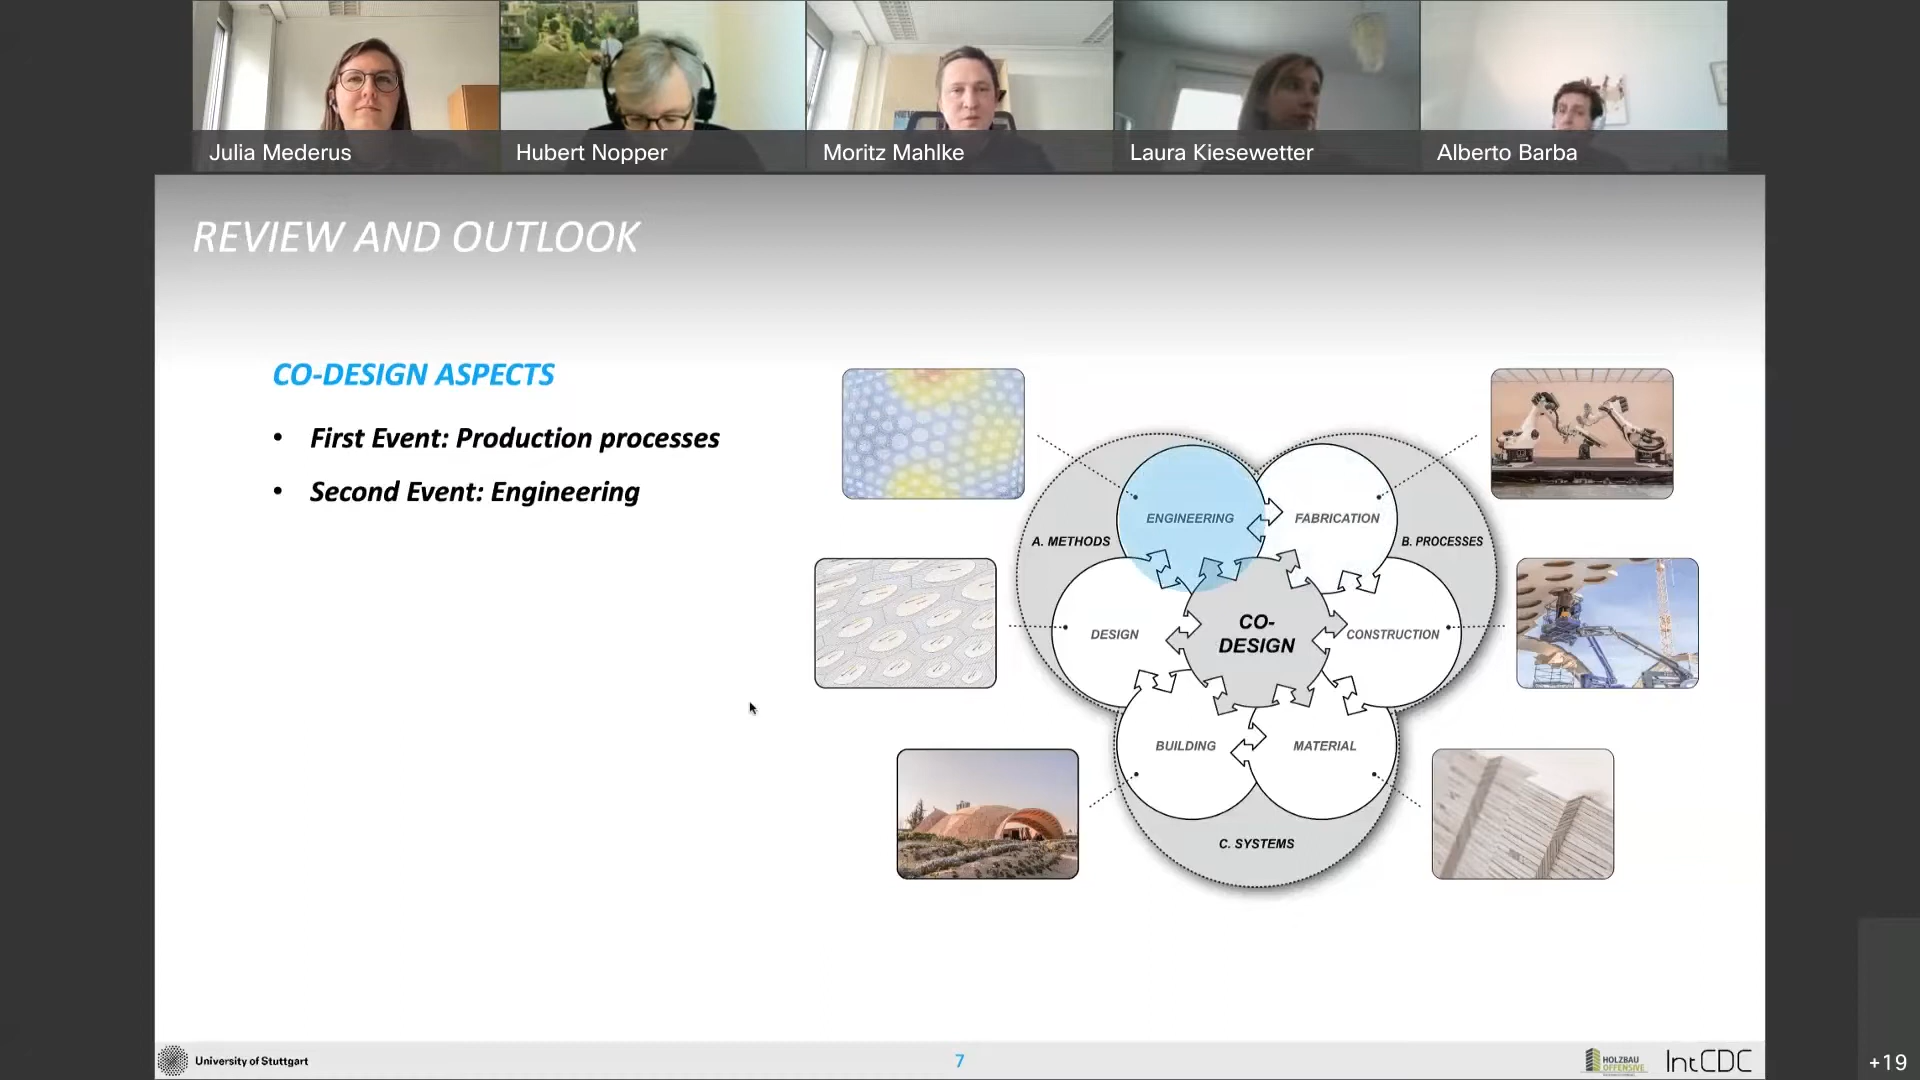 Julia Mederus
Hubert Nopper
Moritz Mahlke
Laura Kiesewetter
Alberto Barba
REVIEW AND OUTLOOK
CO-DESIGN ASPECTS
• First Event: Production processes
• Second Event: Engineering
ENGINEERING
FABRICATION
A. METHODS
B. PROCESSES
DESIGN
CO-
DESIGN
CONSTRUCTION
BUILDING
MATERIAL
C. SYSTEMS
University of Stuttgart
7
HOLZBAU
OFFENSIVE
IntCDC
+19